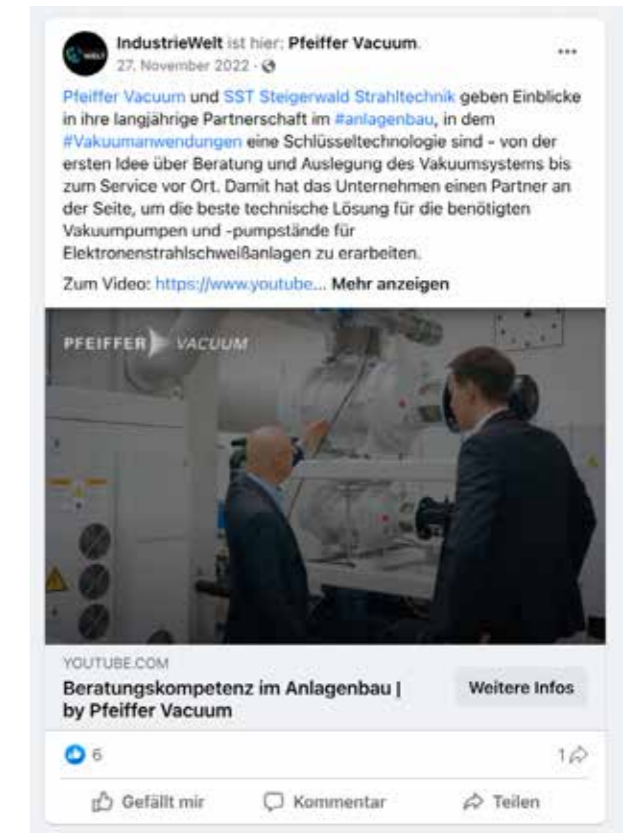 WELT
IndustrieWelt ist hier: Pfeiffer Vacuum.
27. November 2022 ·
Pfeiffer Vacuum und SST Steigerwald Strahltechnik geben Einblicke
in ihre langjährige Partnerschaft im #anlagenbau, in dem
#Vakuumanwendungen eine Schlüsseltechnologie sind - von der
ersten Idee über Beratung und Auslegung des Vakuumsystems bis
zum Service vor Ort. Damit hat das Unternehmen einen Partner an
der Seite, um die beste technische Lösung für die benötigten
Vakuumpumpen und -pumpstände für
Elektronenstrahlschweißanlagen zu erarbeiten.
Zum Video: https://www.youtube... Mehr anzeigen
PFEIFFER VACUUM
YOUTUBE.COM
Beratungskompetenz im Anlagenbau |
by Pfeiffer Vacuum
Weitere Infos
6
1
Gefällt mir
Kommentar
Teilen